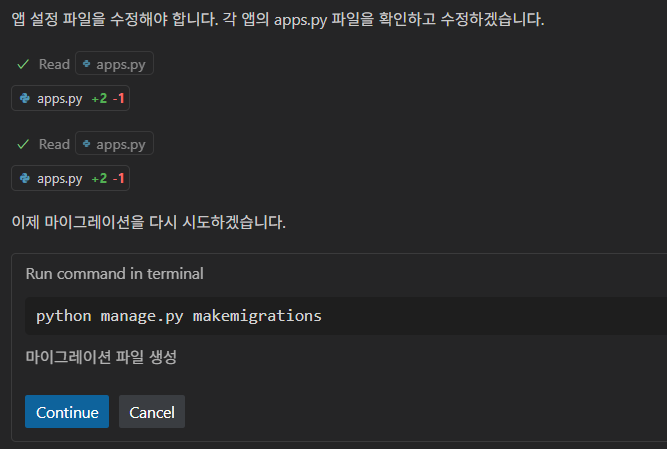 앱 설정 파일을 수정해야 합니다. 각 앱의 apps.py 파일을 확인하고 수정하겠습니다.
Read apps.py
apps.py +2 -1
Read apps.py
apps.py +2 -1
이제 마이그레이션을 다시 시도하겠습니다.
Run command in terminal
python manage.py makemigrations
마이그레이션 파일 생성
Continue Cancel